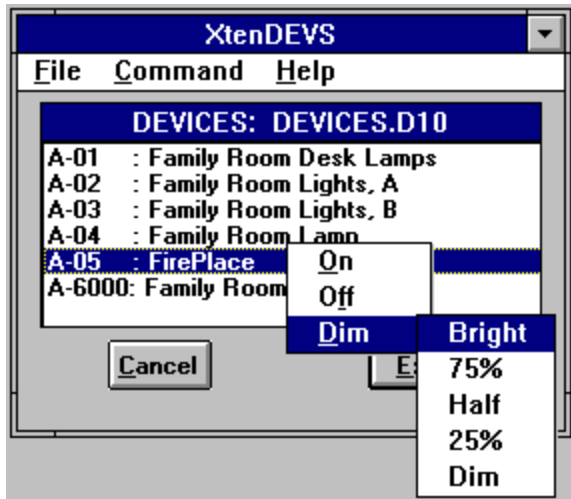 XtenDEVS
File Command Help
DEVICES: DEVICES.D10
A-01 : Family Room Desk Lamps
A-02 : Family Room Lights, A
A-03 : Family Room Lights, B
A-04 : Family Room Lamp
A-05 : FirePlace
A-6000: Family Room
On
Off
Dim
Bright
75%
Half
25%
Dim
Cancel